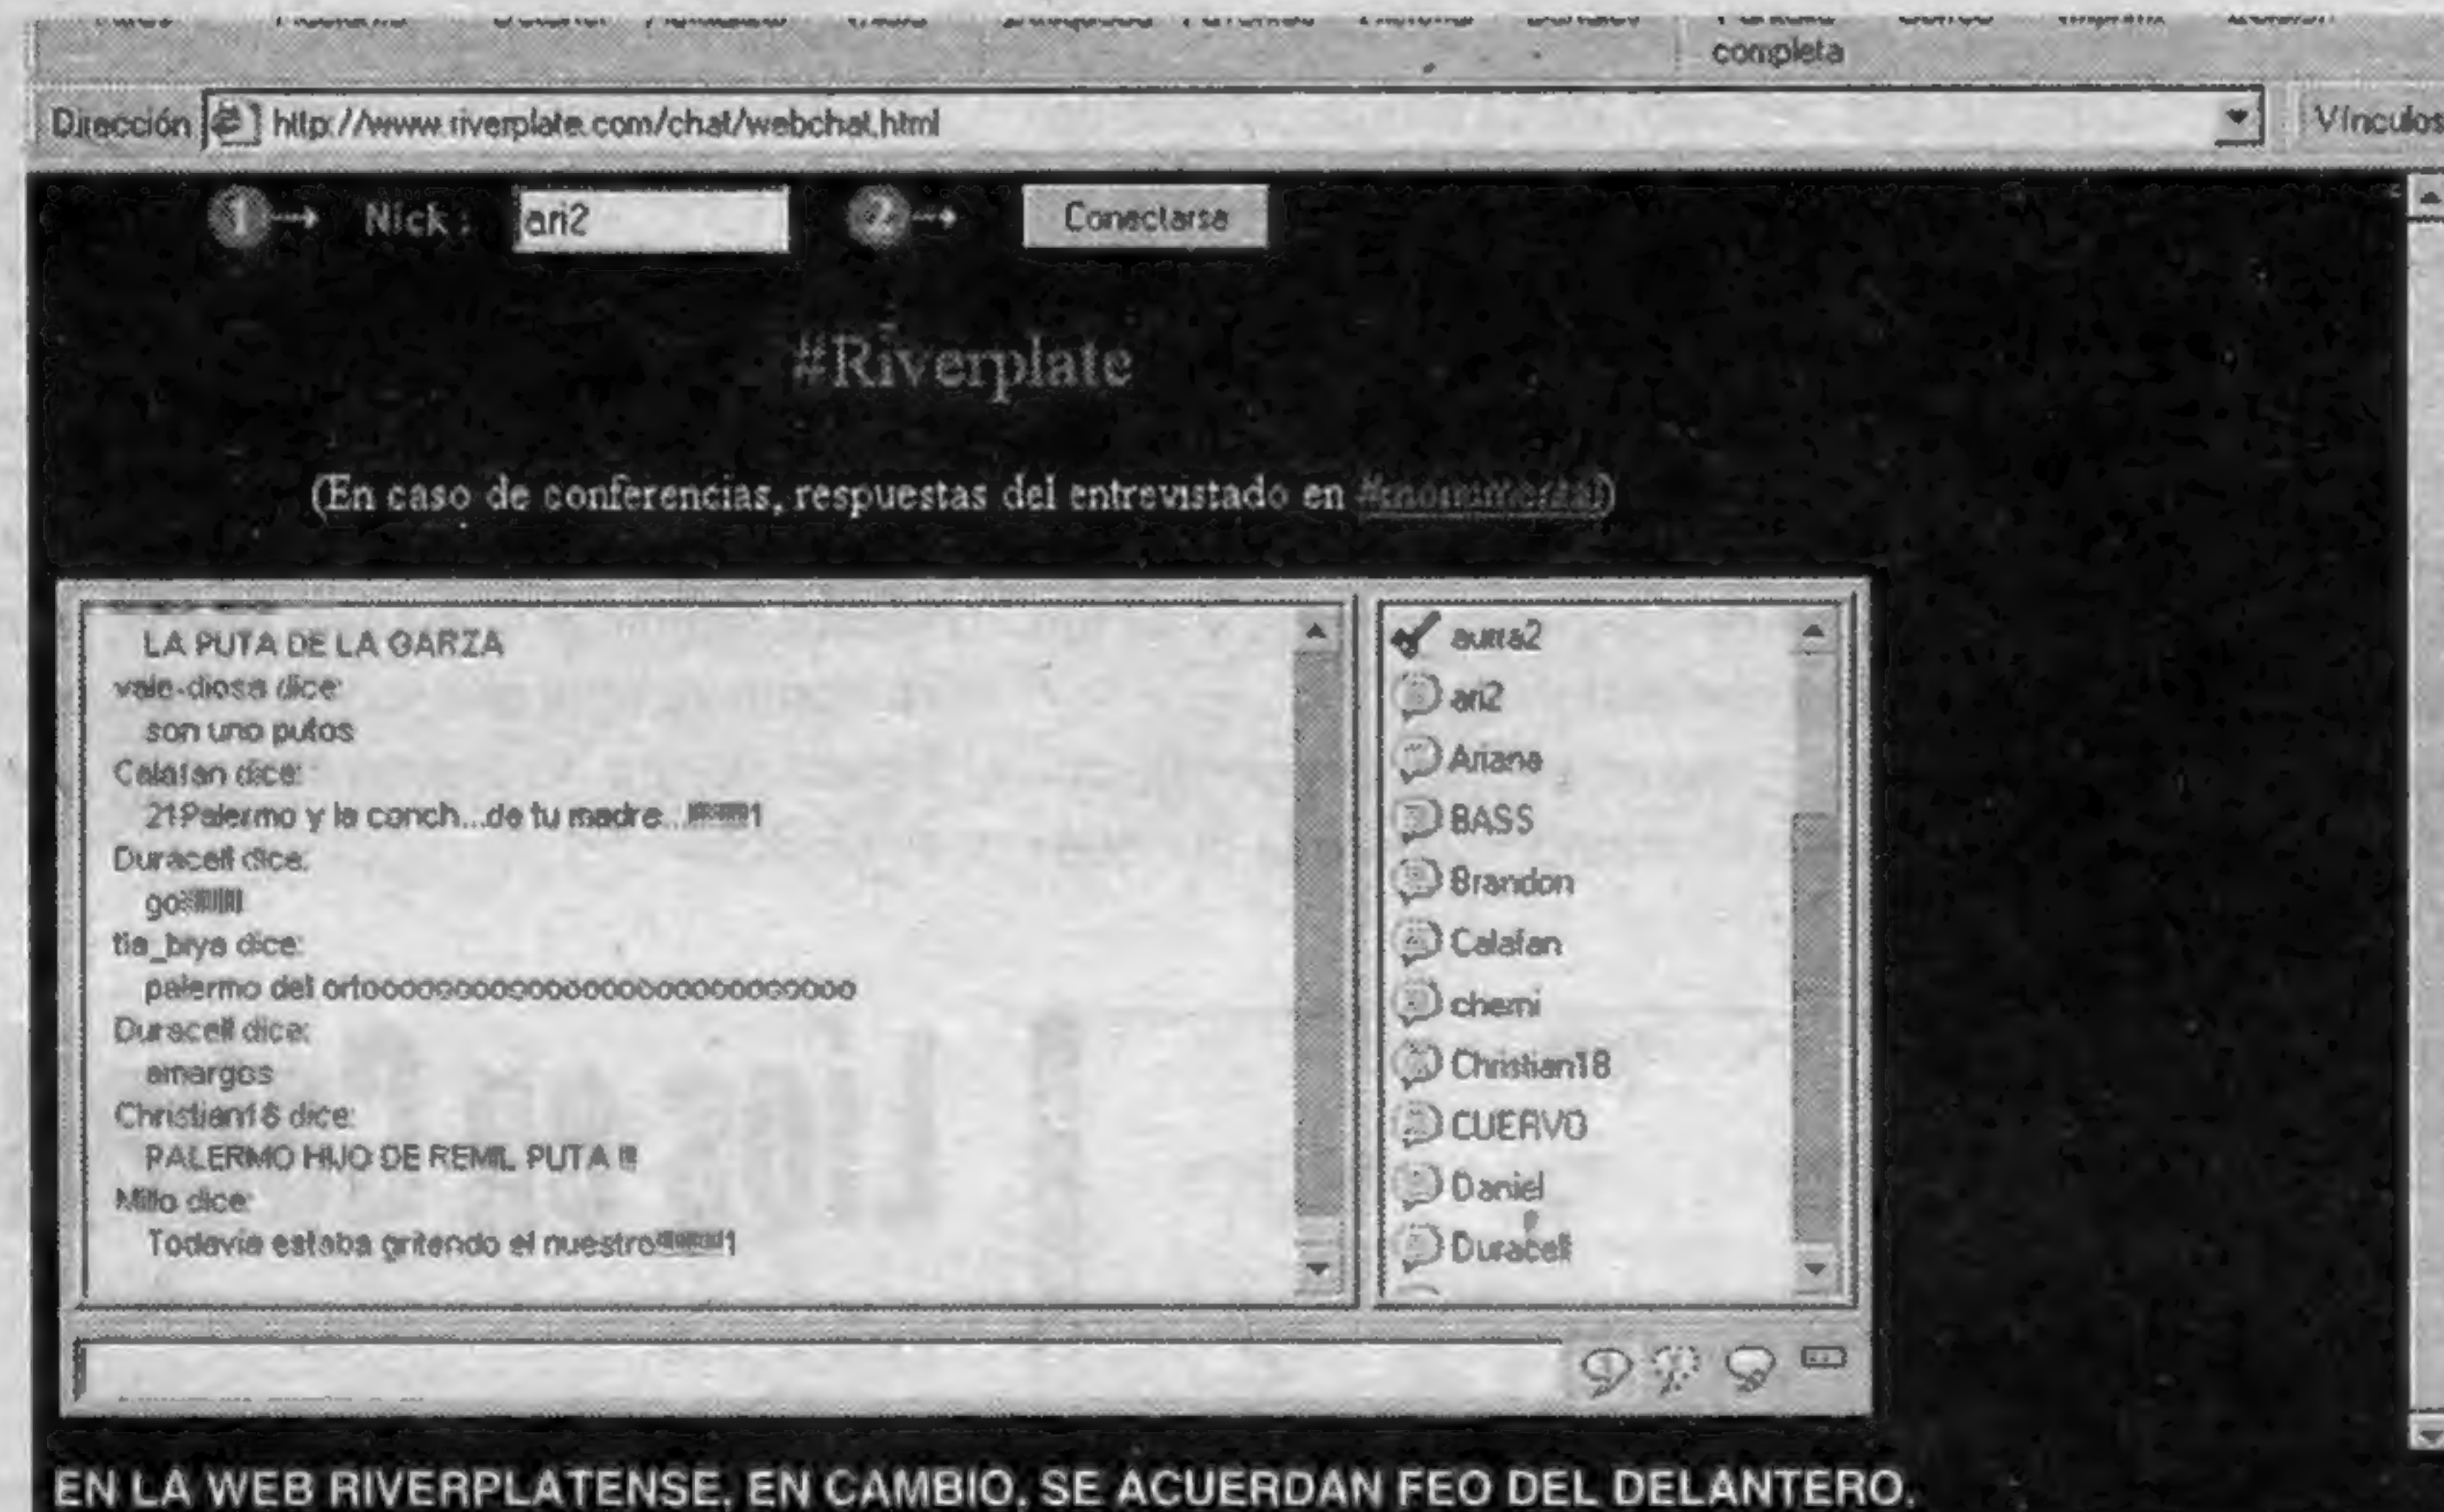 completa
Dirección http://www.riverplate.com/chat/webchat.html Vínculos
1 Nick: ari2 2 Conectarse
#Riverplate
(En caso de conferencias, respuestas del entrevistado en #monumental)
LA PUTA DE LA GARZA
vale-diosa dice:
son uno putos
Calafan dice:
21Palermo y la conch...de tu madre...
Duracell dice:
tia_biya dice:
palermo del
Duracell dice:
amargos
Christian18 dice:
PALERMO HIJO DE REMIL PUTA !!!
Millo dice:
Todavia estaba gritando el nuestro
ari2
Ariana
BASS
Brandon
Calafan
chemi
Christian18
CUERVO
Daniel
Duracell
EN LA WEB RIVERPLATENSE, EN CAMBIO, SE ACUERDAN FEO DEL DELANTERO.